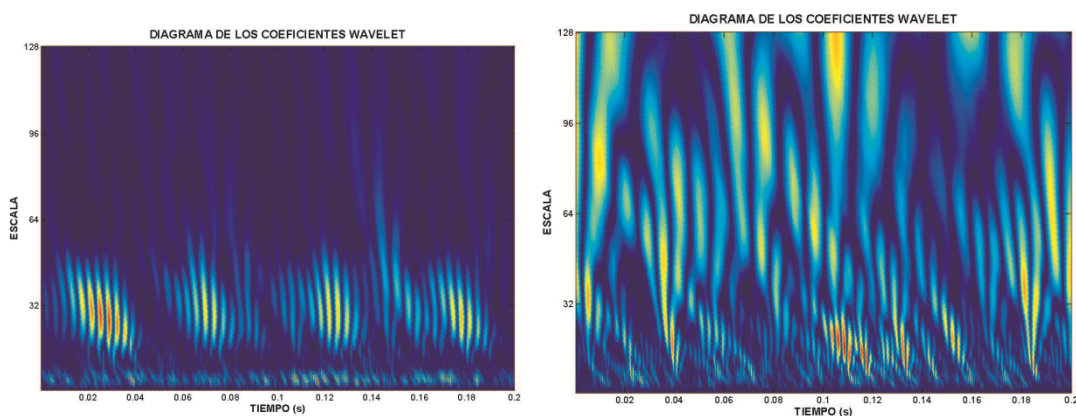 DIAGRAMA DE LOS COEFICIENTES WAVELET
128
96
64
32
ESCALA
0.02 0.04 0.06 0.08 0.1 0.12 0.14 0.16 0.18 0.2
TIEMPO (s)
DIAGRAMA DE LOS COEFICIENTES WAVELET
128
96
64
32
ESCALA
0.02 0.04 0.06 0.08 0.1 0.12 0.14 0.16 0.18 0.2
TIEMPO (s)